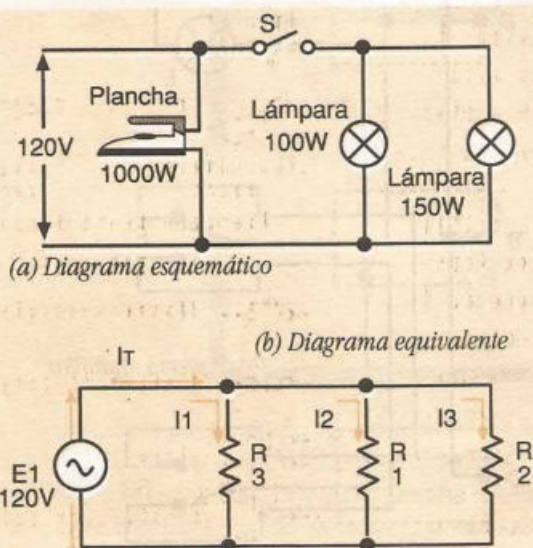 S
Plancha
120V
1000W
Lámpara
100W
Lámpara
150W
(a) Diagrama esquemático
(b) Diagrama equivalente
IT
I1
I2
I3
E1
120V
R
3
R
1
R
2